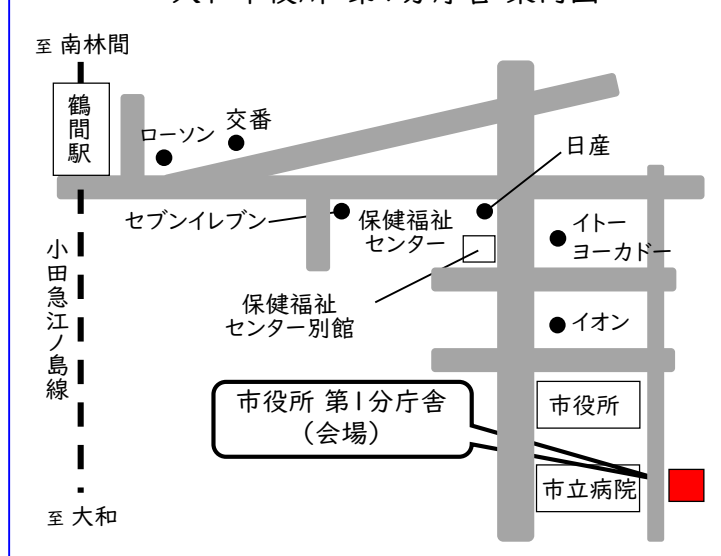 大和市役所 第1分庁舎 案内図
至 南林間
鶴間駅
ローソン
交番
日産
セブンイレブン
保健福祉
センター
イトー
ヨーカドー
小田急江ノ島線
保健福祉
センター別館
イオン
市役所 第1分庁舎
（会場）
市役所
市立病院
至 大和